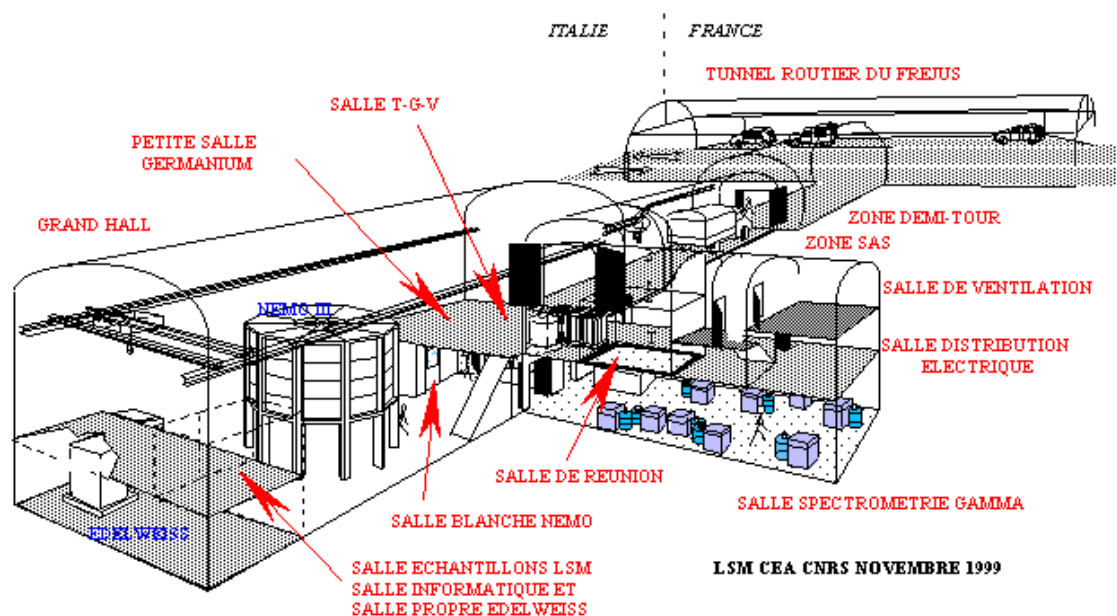 ITALIE
FRANCE
TUNNEL ROUTIER DU FREJUS
SALLE T-G-V
PETITE SALLE
GERMANIUM
GRAND HALL
ZONE DEMI-TOUR
ZONE SAS
SALLE DE VENTILATION
NEMO III
SALLE DISTRIBUTION
ELECTRIQUE
SALLE DE REUNION
SALLE SPECTROMETRIE GAMMA
SALLE BLANCHE NEMO
EDELWEISS
SALLE ECHANTILLONS LSM
SALLE INFORMATIQUE ET
SALLE PROPRE EDELWEISS
LSM CEA CNRS NOVEMBRE 1999